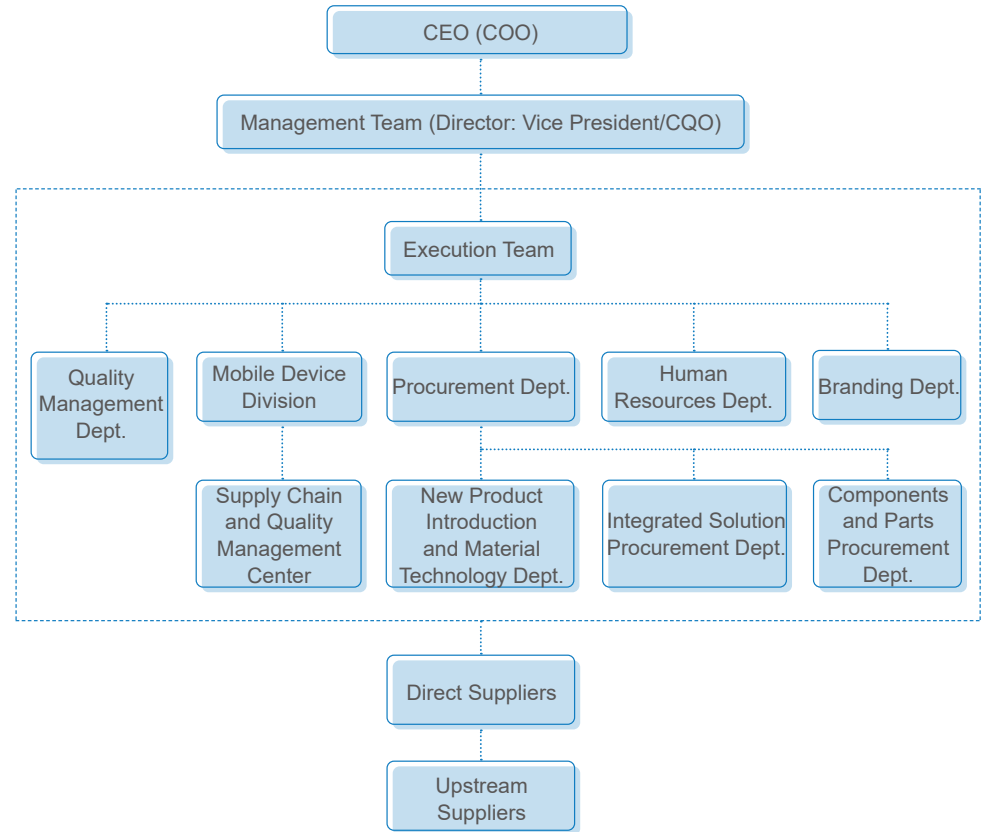 CEO (COO)
Management Team (Director: Vice President/CQO)
Execution Team
Quality
Management
Dept.
Mobile Device
Division
Procurement Dept.
Human
Resources Dept.
Branding Dept.
Supply Chain
and Quality
Management
Center
New Product
Introduction
and Material
Technology Dept.
Integrated Solution
Procurement Dept.
Components
and Parts
Procurement
Dept.
Direct Suppliers
Upstream
Suppliers